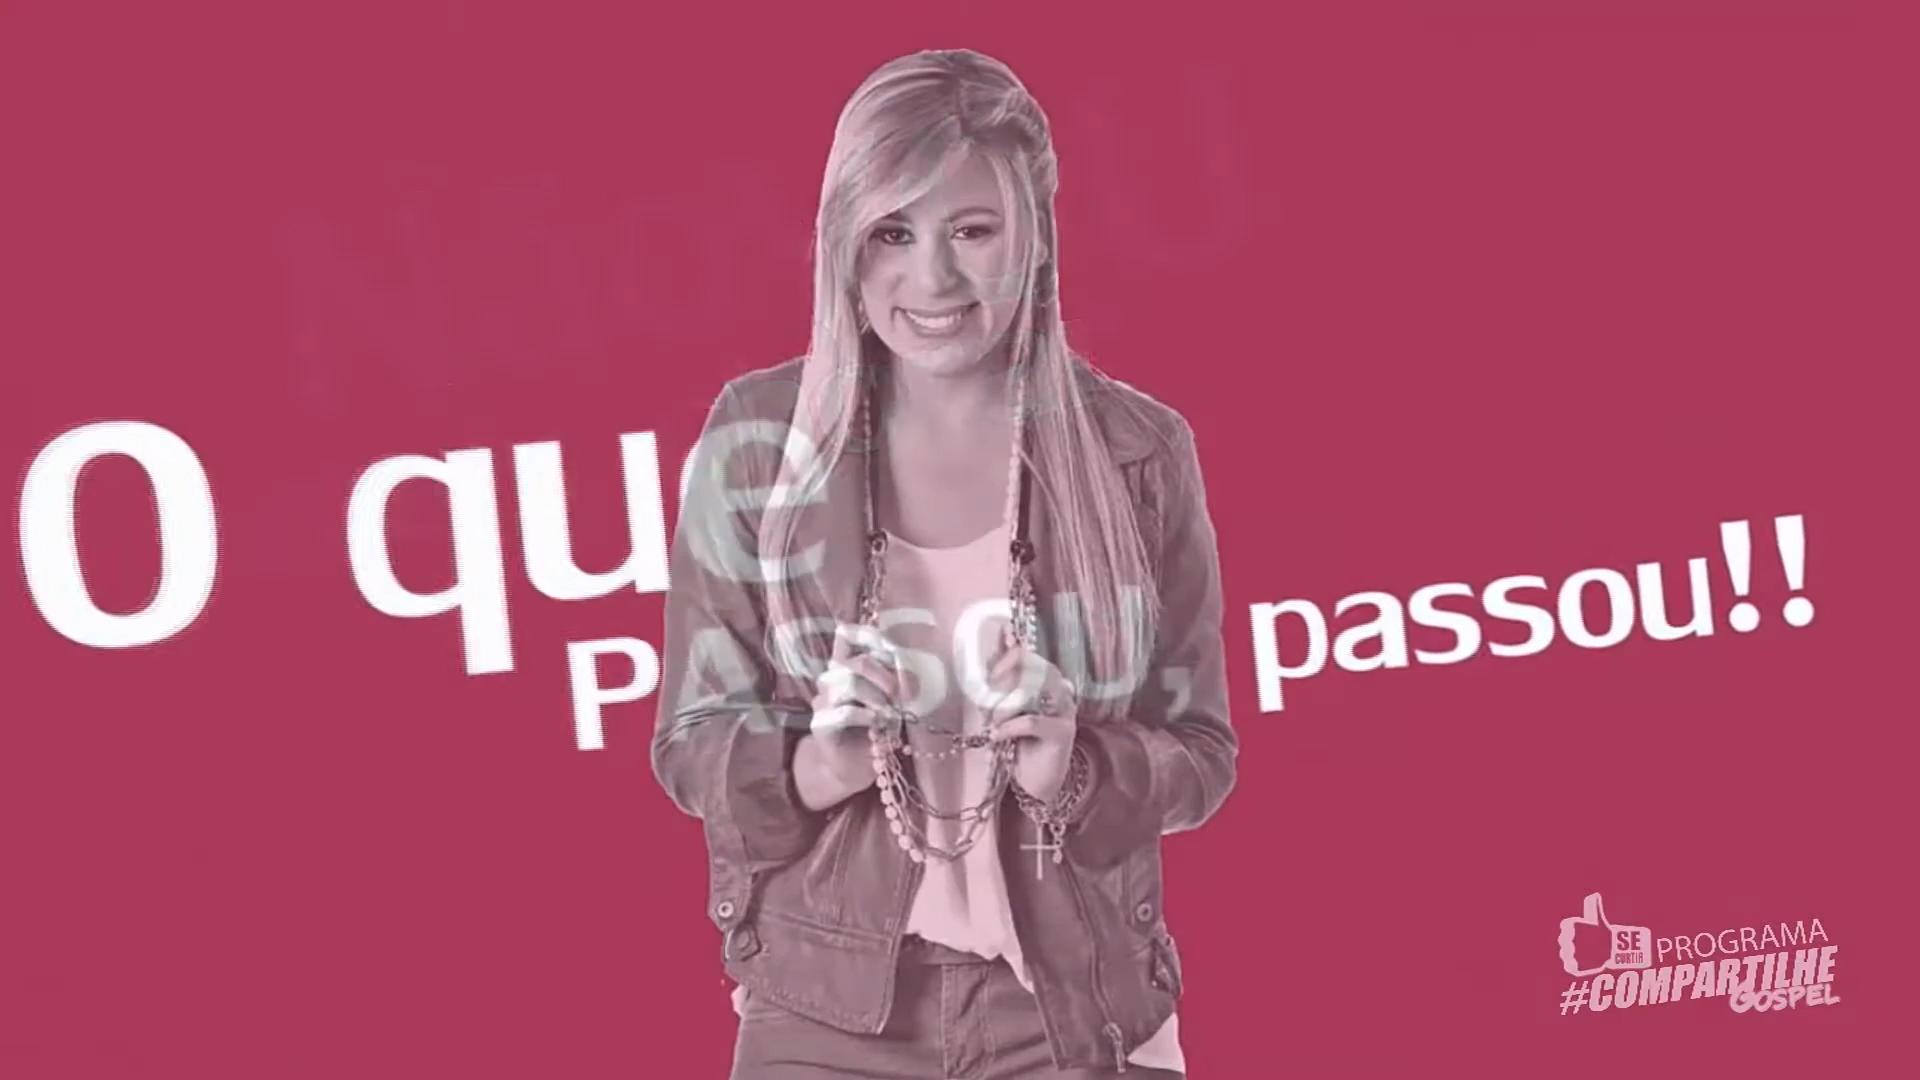 O que
PASSOU, passou!!
SE
CURTIR
PROGRAMA
#COMPARTILHE
GOSPEL